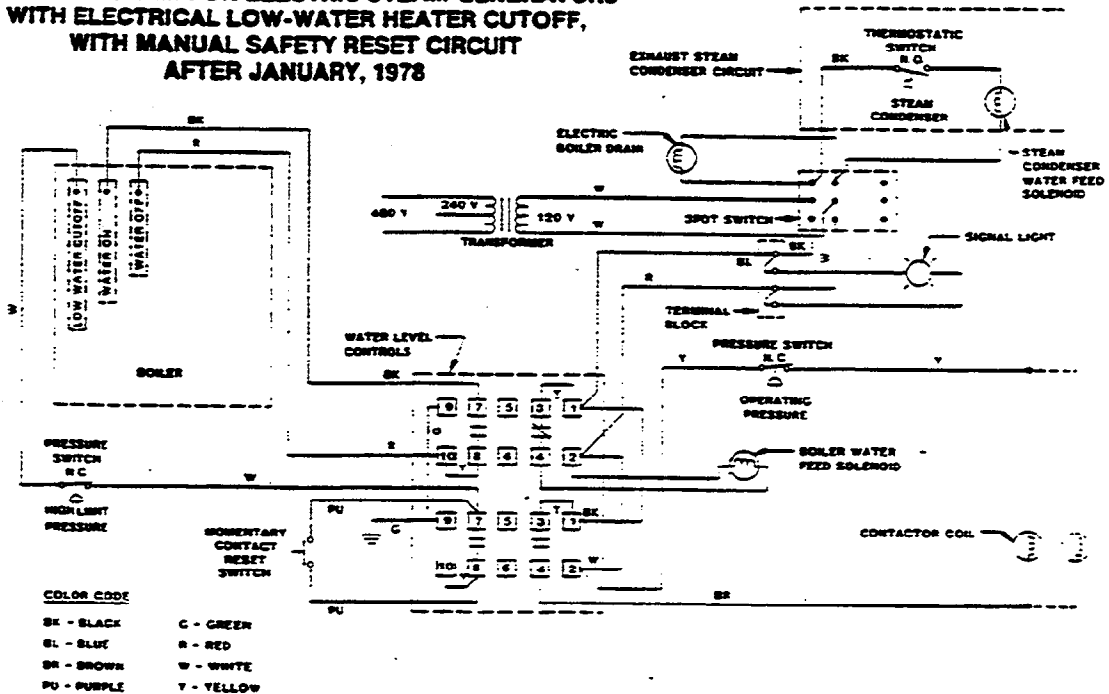 WITH ELECTRICAL LOW-WATER HEATER CUTOFF,
WITH MANUAL SAFETY RESET CIRCUIT
AFTER JANUARY, 1978
EXHAUST STEAM
CONDENSER CIRCUIT
THERMOSTATIC
SWITCH
N.O.
BK
STEAM
CONDENSER
STEAM
CONDENSER
WATER FEED
SOLENOID
ELECTRIC
BOILER DRAIN
BK
R
W
LOW WATER CUTOFF
WATER ON
WATER OFF
BOILER
480 V
240 V
120 V
TRANSFORMER
W
W
3POT SWITCH
SIGNAL LIGHT
BK
BL
W
R
TERMINAL
BLOCK
WATER LEVEL
CONTROLS
PRESSURE SWITCH
N.C.
Y
Y
OPERATING
PRESSURE
BK
Y
9 7 5 3 1
G
R
10 8 6 4 2
Y
BOILER WATER
FEED SOLENOID
PRESSURE
SWITCH
N.C.
W
HIGH LIMIT
PRESSURE
PU
G
9 7 5 3 1
Y
BK
MOMENTARY
CONTACT
RESET
SWITCH
10 8 6 4 2
Y
W
CONTACTOR COIL
PU
BR
COLOR CODE
BK - BLACK
G - GREEN
BL - BLUE
R - RED
BR - BROWN
W - WHITE
PU - PURPLE
Y - YELLOW